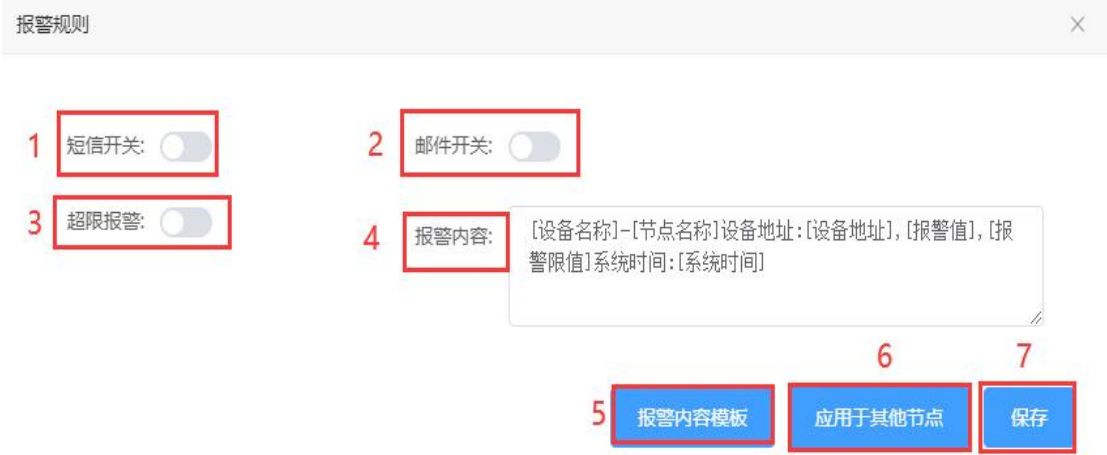 报警规则
1 短信开关:
2 邮件开关:
3 超限报警:
4 报警内容:
[设备名称]-[节点名称]设备地址:[设备地址],[报警值],[报
警限值]系统时间:[系统时间]
6 7
5 报警内容模板 应用于其他节点 保存